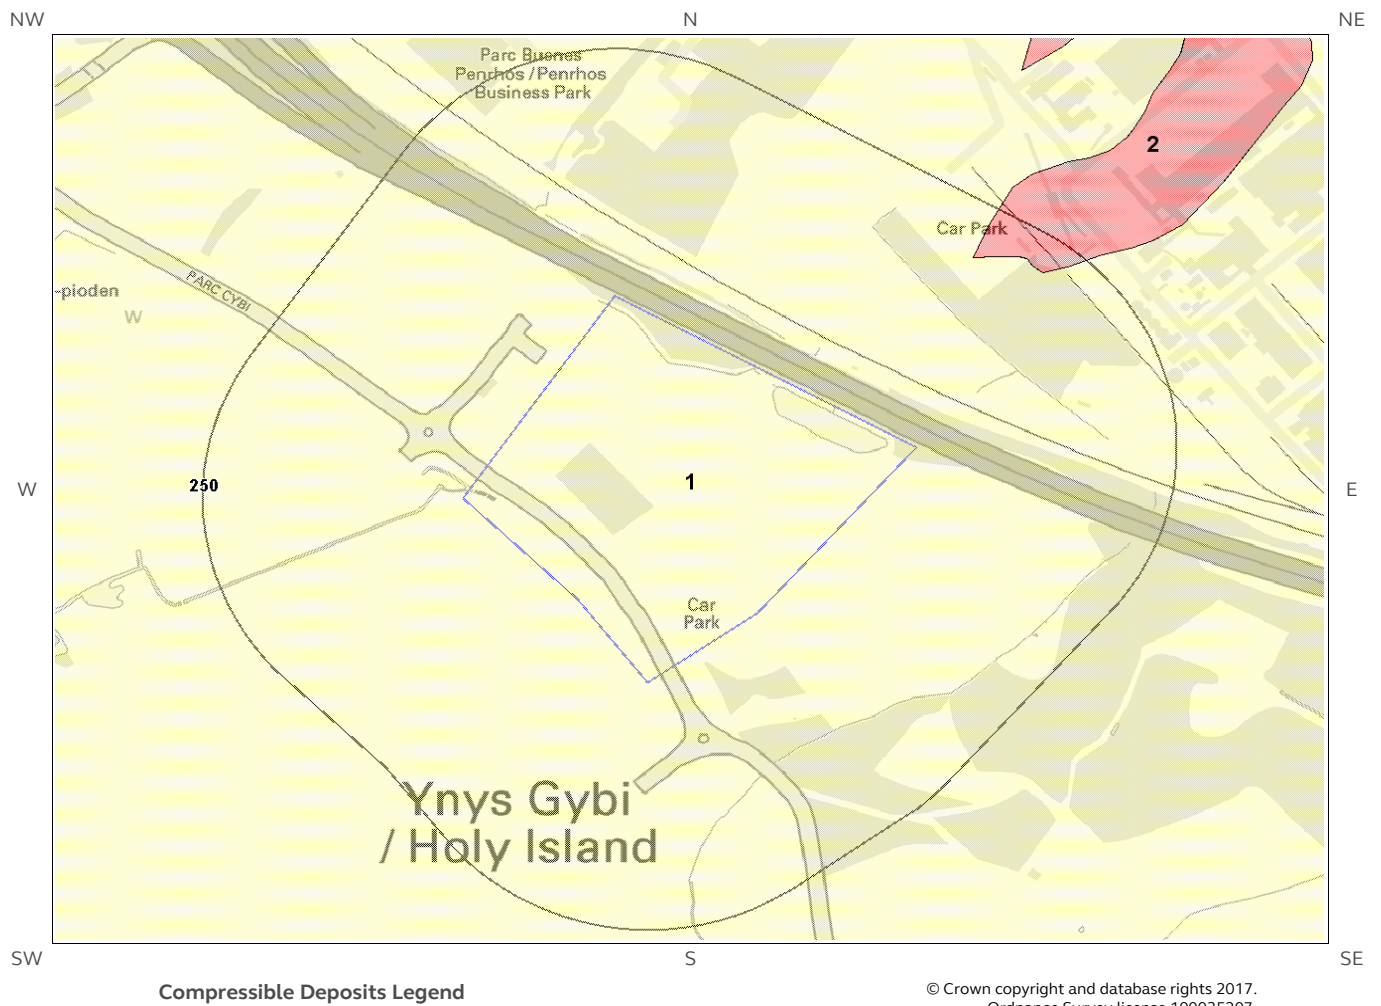 NW
N
NE
Parc Busnes
Penrhos / Penrhos
Business Park
2
Car Park
PARC CYBI
-pioden
W
W
250
1
E
Car
Park
Ynys Gybi
/ Holy Island
SW
S
SE
Compressible Deposits Legend
© Crown copyright and database rights 2017.